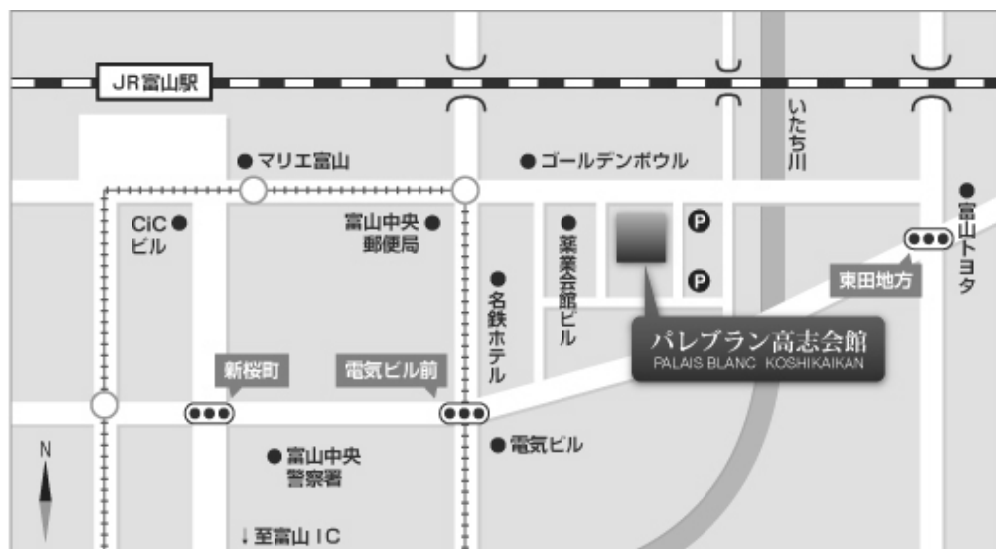 JR富山駅
マリエ富山
ゴールデンボウル
いたち川
CiC
ビル
富山中央
郵便局
名鉄ホテル
薬業会館ビル
P
P
富山トヨタ
東田地方
パレブラン高志会館
PALAIS BLANC KOSHIKAIKAN
新桜町
電気ビル前
N
富山中央
警察署
電気ビル
↓至富山IC